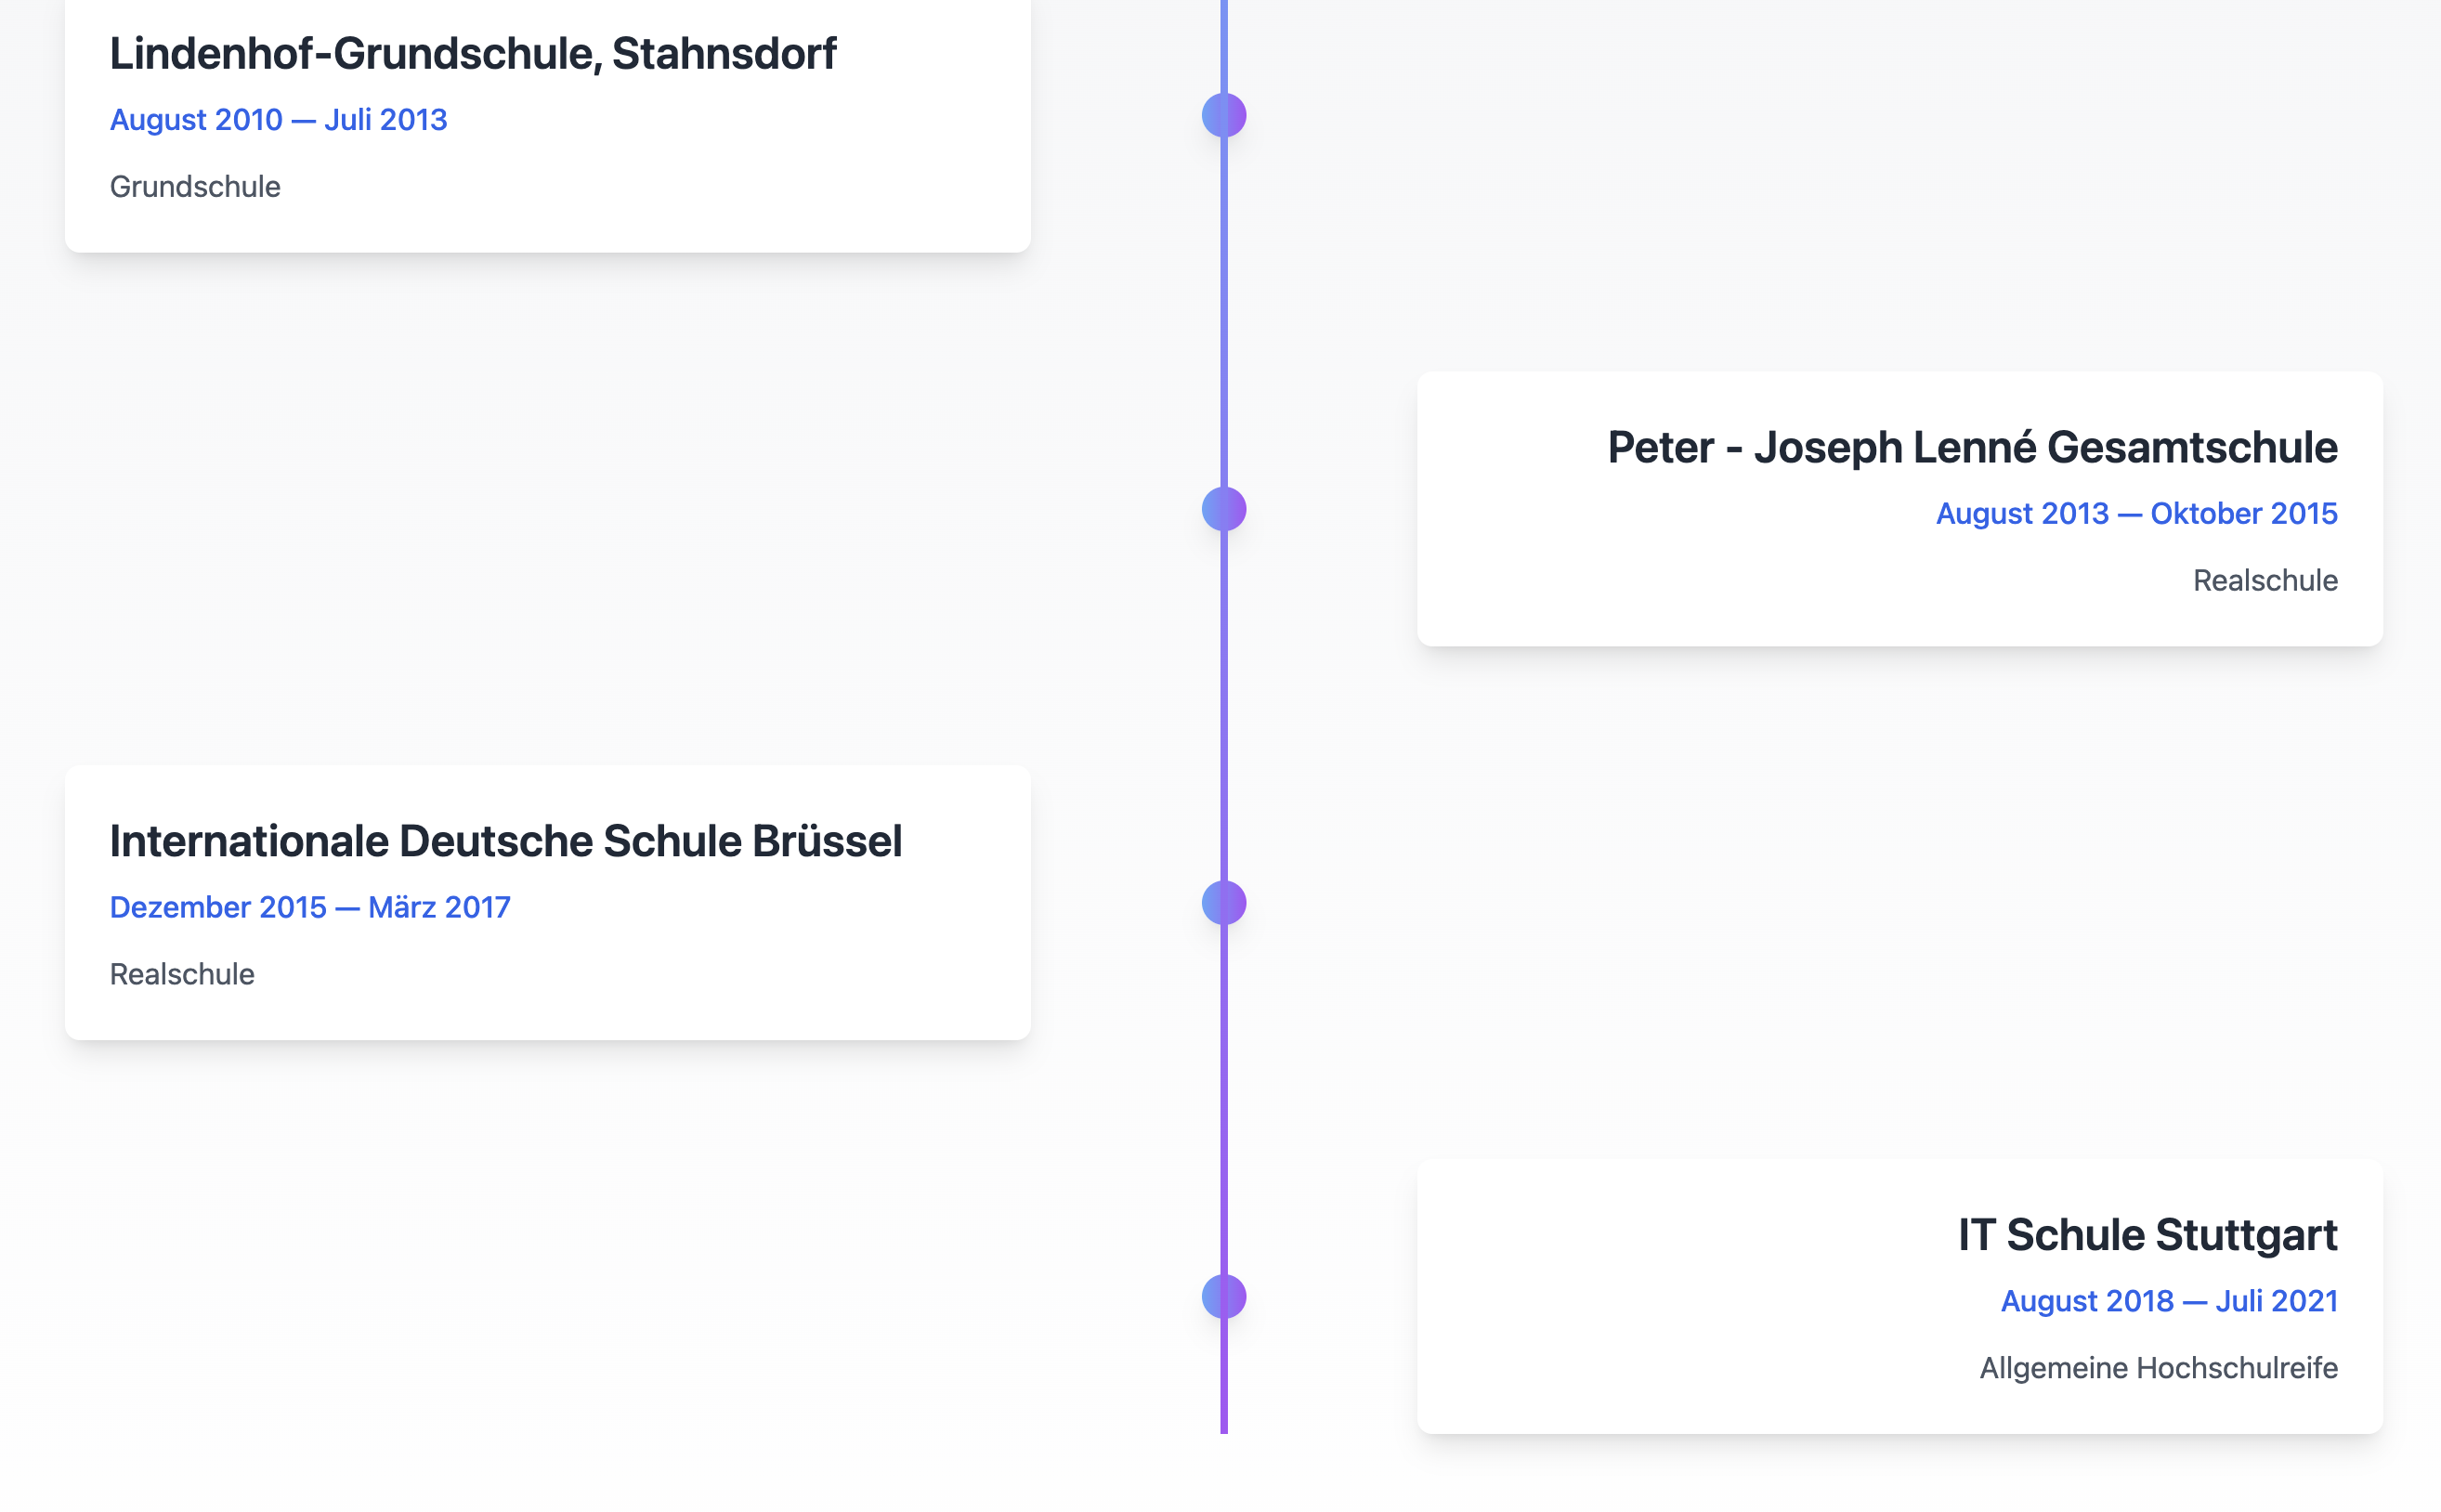 Lindenhof-Grundschule, Stahnsdorf
August 2010 — Juli 2013
Grundschule
Peter - Joseph Lenné Gesamtschule
August 2013 — Oktober 2015
Realschule
Internationale Deutsche Schule Brüssel
Dezember 2015 — März 2017
Realschule
IT Schule Stuttgart
August 2018 — Juli 2021
Allgemeine Hochschulreife